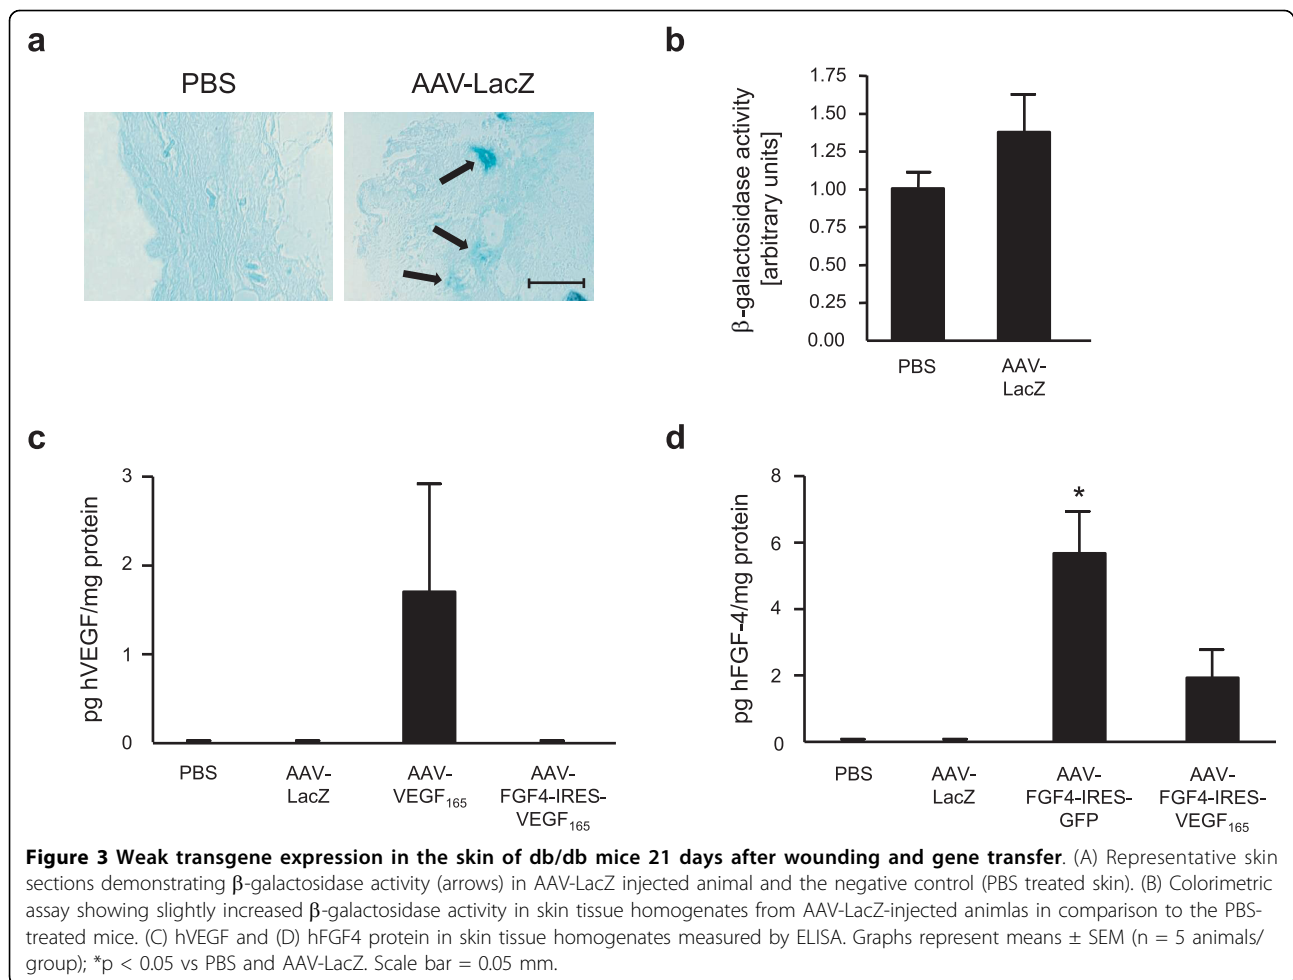 a
PBS
AAV-LacZ
b
β-galactosidase activity
[arbitrary units]
1.75
1.50
1.25
1.00
0.75
0.50
0.25
0.00
PBS
AAV-
LacZ
c
pg hVEGF/mg protein
3
2
1
0
PBS
AAV-
LacZ
AAV-
VEGF₁₆₅
AAV-
FGF4-IRES-
VEGF₁₆₅
d
pg hFGF-4/mg protein
8
6
4
2
0
*
PBS
AAV-
LacZ
AAV-
FGF4-IRES-
GFP
AAV-
FGF4-IRES-
VEGF₁₆₅
Figure 3 Weak transgene expression in the skin of db/db mice 21 days after wounding and gene transfer. (A) Representative skin
sections demonstrating β-galactosidase activity (arrows) in AAV-LacZ injected animal and the negative control (PBS treated skin). (B) Colorimetric
assay showing slightly increased β-galactosidase activity in skin tissue homogenates from AAV-LacZ-injected animlas in comparison to the PBS-
treated mice. (C) hVEGF and (D) hFGF4 protein in skin tissue homogenates measured by ELISA. Graphs represent means ± SEM (n = 5 animals/
group); *p < 0.05 vs PBS and AAV-LacZ. Scale bar = 0.05 mm.